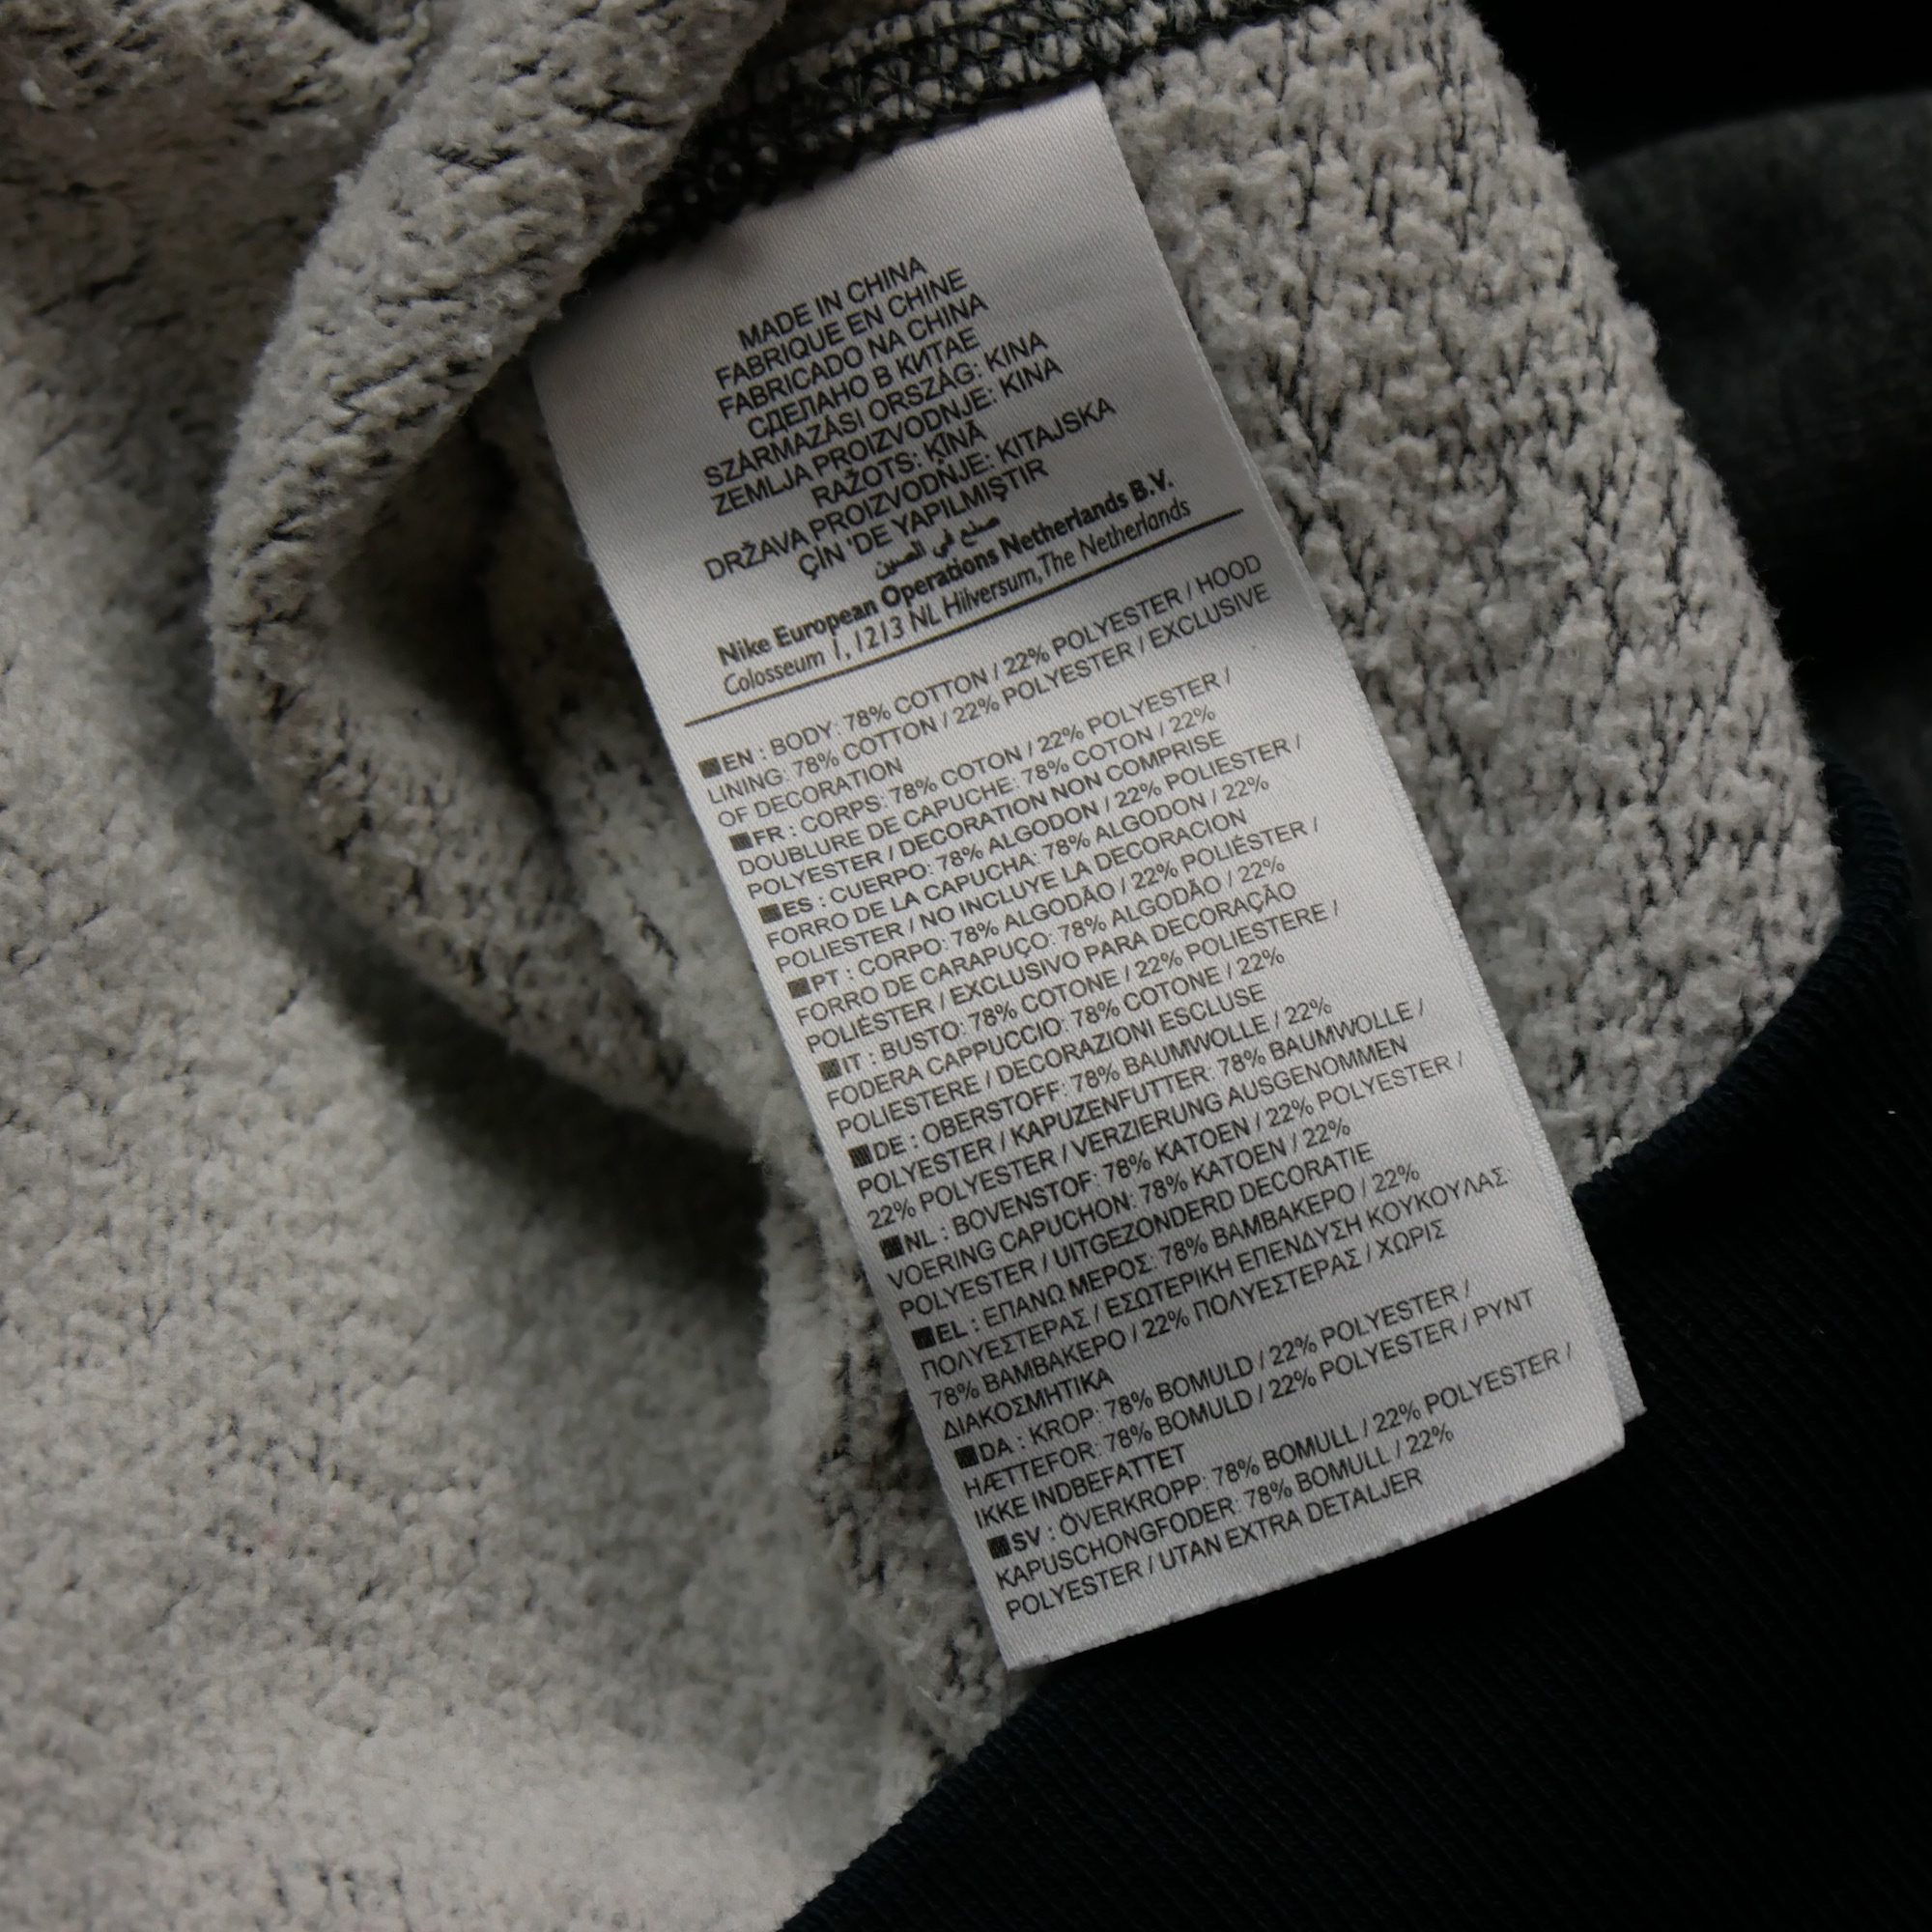 MADE IN CHINA
FABRIQUE EN CHINE
FABRICADO NA CHINA
СДЕЛАНО В КИТАЕ
SZÁRMAZÁSI ORSZÁG: KINA
ZEMLJA PROIZVODNJE: KINA
RAŽOTS: ĶĪNĀ
DRŽAVA PROIZVODNJE: KITAJSKA
ÇİN 'DE YAPILMIŞTIR
صنع في الصين
Nike European Operations Netherlands B.V.
Colosseum 1, 1213 NL Hilversum, The Netherlands
EN : BODY: 78% COTTON / 22% POLYESTER / HOOD
LINING: 78% COTTON / 22% POLYESTER / EXCLUSIVE
OF DECORATION
FR : CORPS: 78% COTON / 22% POLYESTER /
DOUBLURE DE CAPUCHE: 78% COTON / 22%
POLYESTER / DECORATION NON COMPRISE
ES : CUERPO: 78% ALGODON / 22% POLIESTER /
FORRO DE LA CAPUCHA: 78% ALGODON / 22%
POLIESTER / NO INCLUYE LA DECORACION
PT : CORPO: 78% ALGODÃO / 22% POLIÉSTER /
FORRO DE CARAPUÇO: 78% ALGODÃO / 22%
POLIÉSTER / EXCLUSIVO PARA DECORAÇÃO
IT : BUSTO: 78% COTONE / 22% POLIESTERE /
FODERA CAPPUCCIO: 78% COTONE / 22%
POLIESTERE / DECORAZIONI ESCLUSE
DE : OBERSTOFF: 78% BAUMWOLLE / 22%
POLYESTER / KAPUZENFUTTER: 78% BAUMWOLLE /
22% POLYESTER / VERZIERUNG AUSGENOMMEN
NL : BOVENSTOF: 78% KATOEN / 22% POLYESTER /
VOERING CAPUCHON: 78% KATOEN / 22%
POLYESTER / UITGEZONDERD DECORATIE
EL : ΕΠΑΝΩ ΜΕΡΟΣ: 78% ΒΑΜΒΑΚΕΡΟ / 22%
ΠΟΛΥΕΣΤΕΡΑΣ / ΕΣΩΤΕΡΙΚΗ ΕΠΕΝΔΥΣΗ ΚΟΥΚΟΥΛΑΣ:
78% ΒΑΜΒΑΚΕΡΟ / 22% ΠΟΛΥΕΣΤΕΡΑΣ / ΧΩΡΙΣ
ΔΙΑΚΟΣΜΗΤΙΚΑ
DA : KROP: 78% BOMULD / 22% POLYESTER /
HÆTTEFOR: 78% BOMULD / 22% POLYESTER / PYNT
IKKE INDBEFATTET
SV : ÖVERKROPP: 78% BOMULL / 22% POLYESTER /
KAPUSCHONGFODER: 78% BOMULL / 22%
POLYESTER / UTAN EXTRA DETALJER